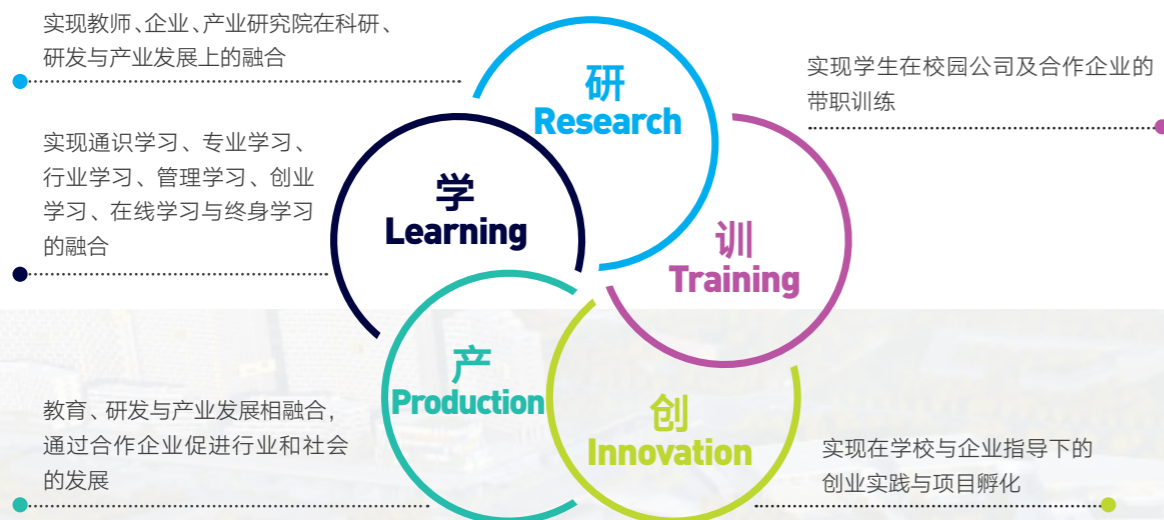 实现教师、企业、产业研究院在科研、
研发与产业发展上的融合
研
Research
实现学生在校园公司及合作企业的
带职训练
实现通识学习、专业学习、
行业学习、管理学习、创业
学习、在线学习与终身学习
的融合
学
Learning
训
Training
产
Production
创
Innovation
教育、研发与产业发展相融合，
通过合作企业促进行业和社会
的发展
实现在学校与企业指导下的
创业实践与项目孵化